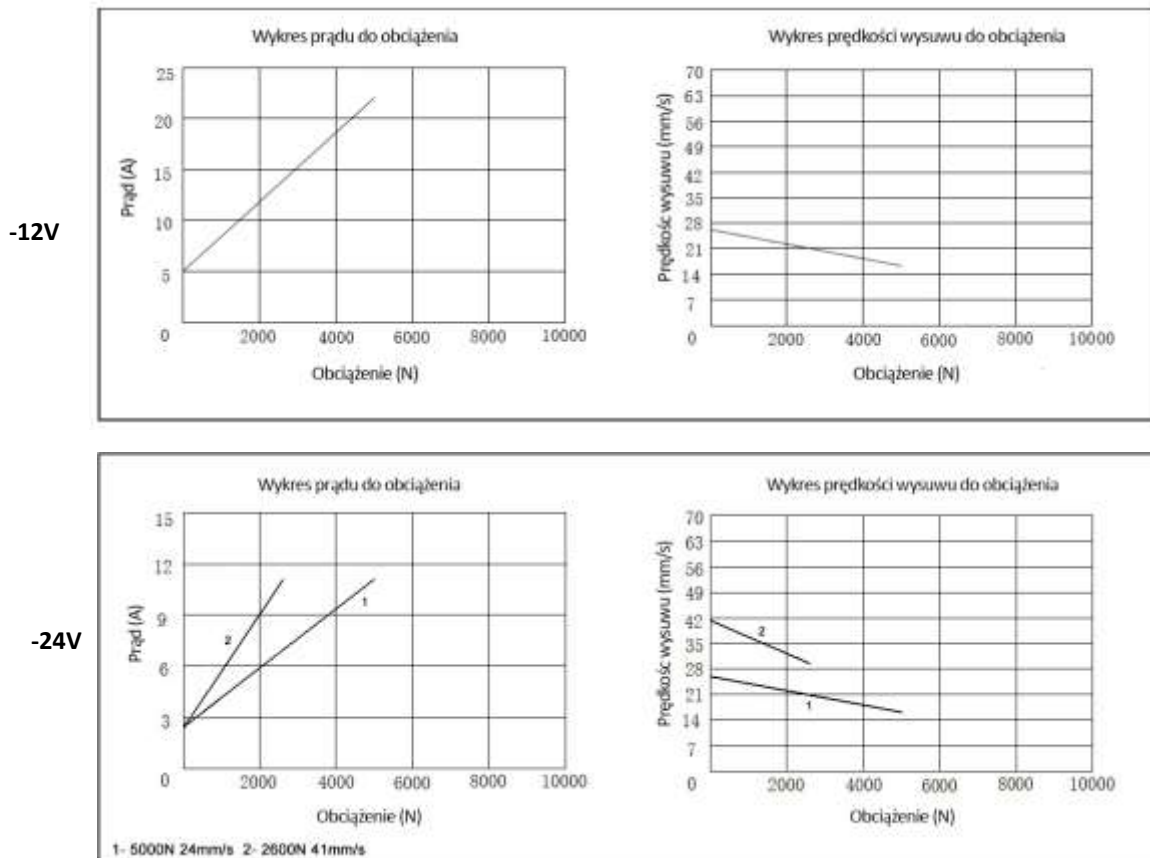 -12V
Wykres prądu do obciążenia
Prąd (A)
25
20
15
10
5
0
2000 4000 6000 8000 10000
Obciążenie (N)
Wykres prędkości wysuwu do obciążenia
Prędkośc wysuwu (mm/s)
70
63
56
49
42
35
28
21
14
7
0
2000 4000 6000 8000 10000
Obciążenie (N)
-24V
Wykres prądu do obciążenia
Prąd (A)
15
12
9
6
3
0
2
1
2000 4000 6000 8000 10000
Obciążenie (N)
Wykres prędkości wysuwu do obciążenia
Prędkośc wysuwu (mm/s)
70
63
56
49
42
35
28
21
14
7
0
2
1
2000 4000 6000 8000 10000
Obciążenie (N)
1- 5000N 24mm/s 2- 2600N 41mm/s